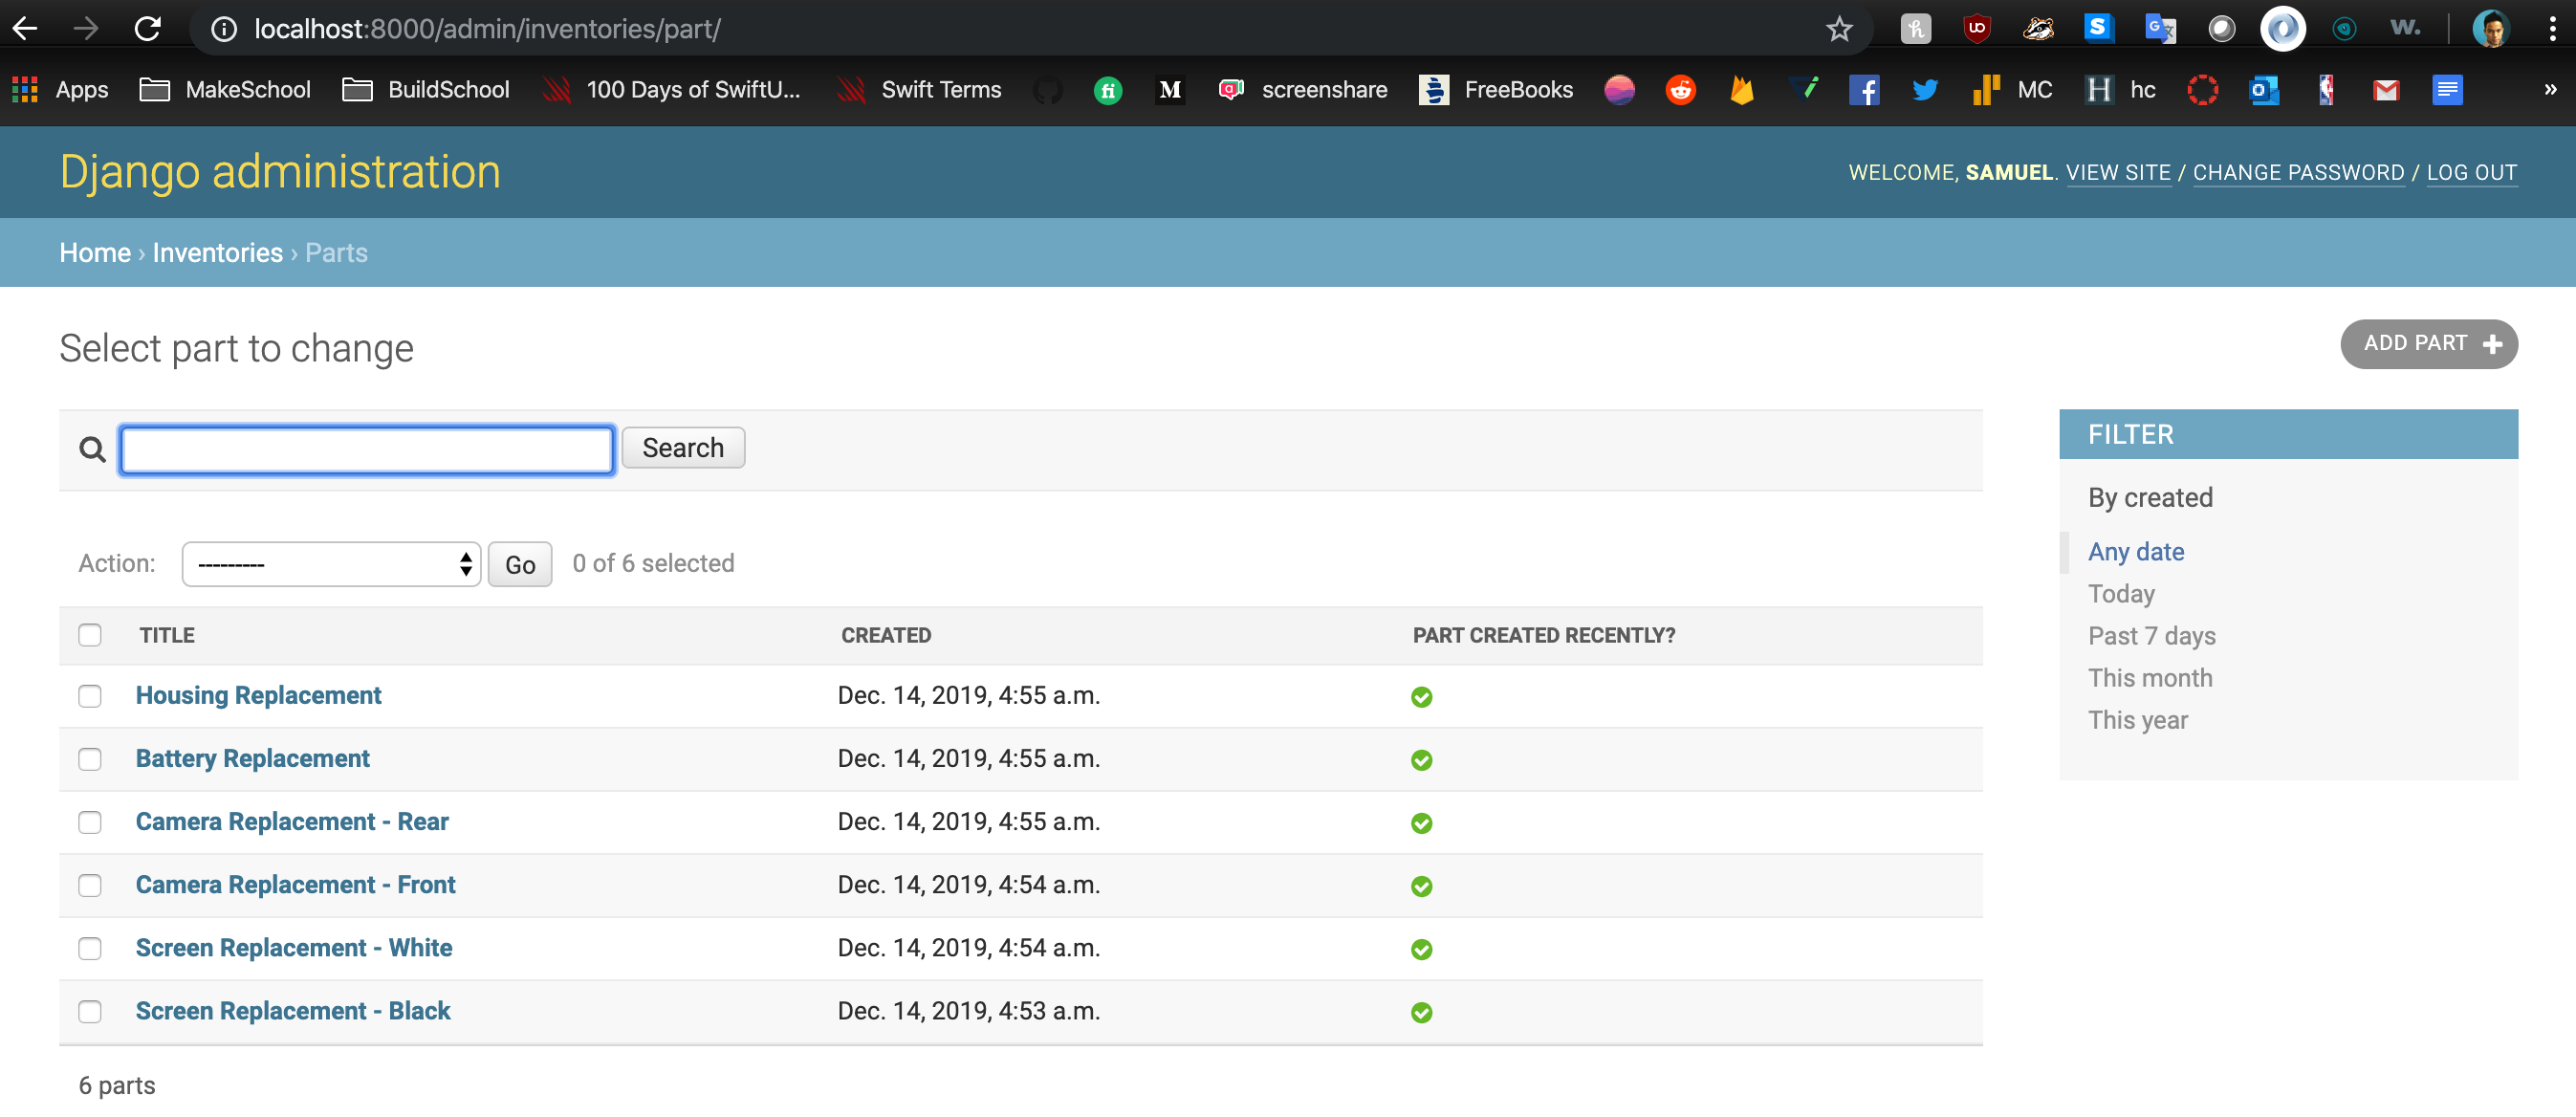 localhost:8000/admin/inventories/part/
Apps MakeSchool BuildSchool 100 Days of SwiftU... Swift Terms fi M screenshare FreeBooks MC H hc »
Django administration
WELCOME, SAMUEL. VIEW SITE / CHANGE PASSWORD / LOG OUT
Home › Inventories › Parts
Select part to change
ADD PART +
Search
FILTER
By created
Any date
Today
Past 7 days
This month
This year
Action: --------- Go 0 of 6 selected
TITLE CREATED PART CREATED RECENTLY?
Housing Replacement Dec. 14, 2019, 4:55 a.m.
Battery Replacement Dec. 14, 2019, 4:55 a.m.
Camera Replacement - Rear Dec. 14, 2019, 4:55 a.m.
Camera Replacement - Front Dec. 14, 2019, 4:54 a.m.
Screen Replacement - White Dec. 14, 2019, 4:54 a.m.
Screen Replacement - Black Dec. 14, 2019, 4:53 a.m.
6 parts